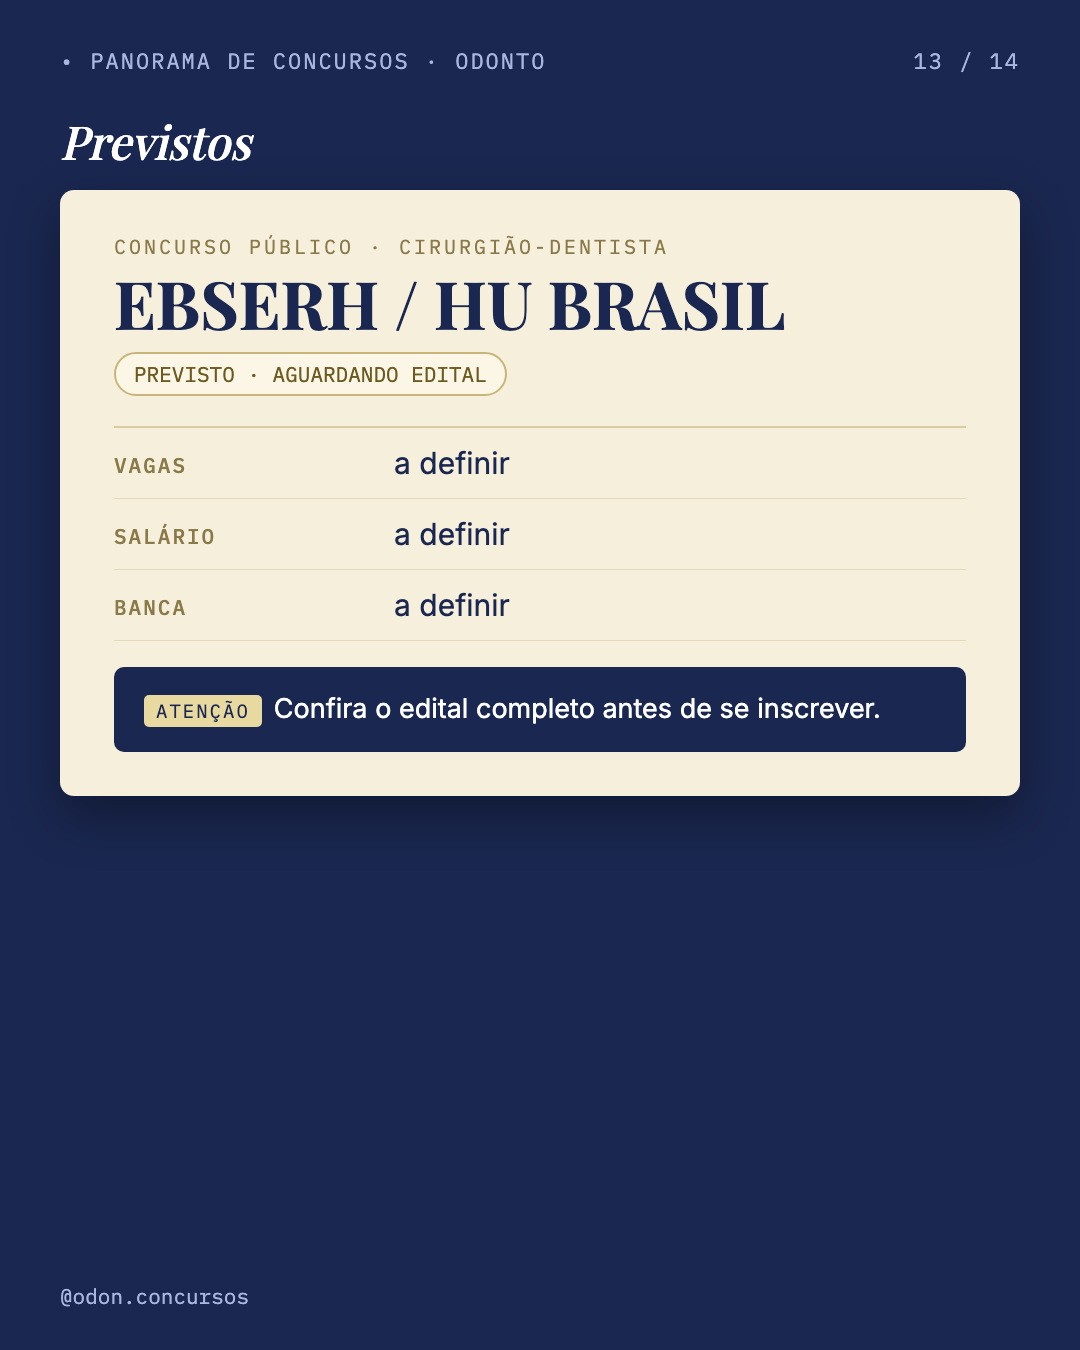 • PANORAMA DE CONCURSOS · ODONTO
13 / 14
Previstos
CONCURSO PÚBLICO · CIRURGIÃO-DENTISTA
EBSERH / HU BRASIL
PREVISTO · AGUARDANDO EDITAL
VAGAS a definir
SALÁRIO a definir
BANCA a definir
ATENÇÃO Confira o edital completo antes de se inscrever.
@odon.concursos